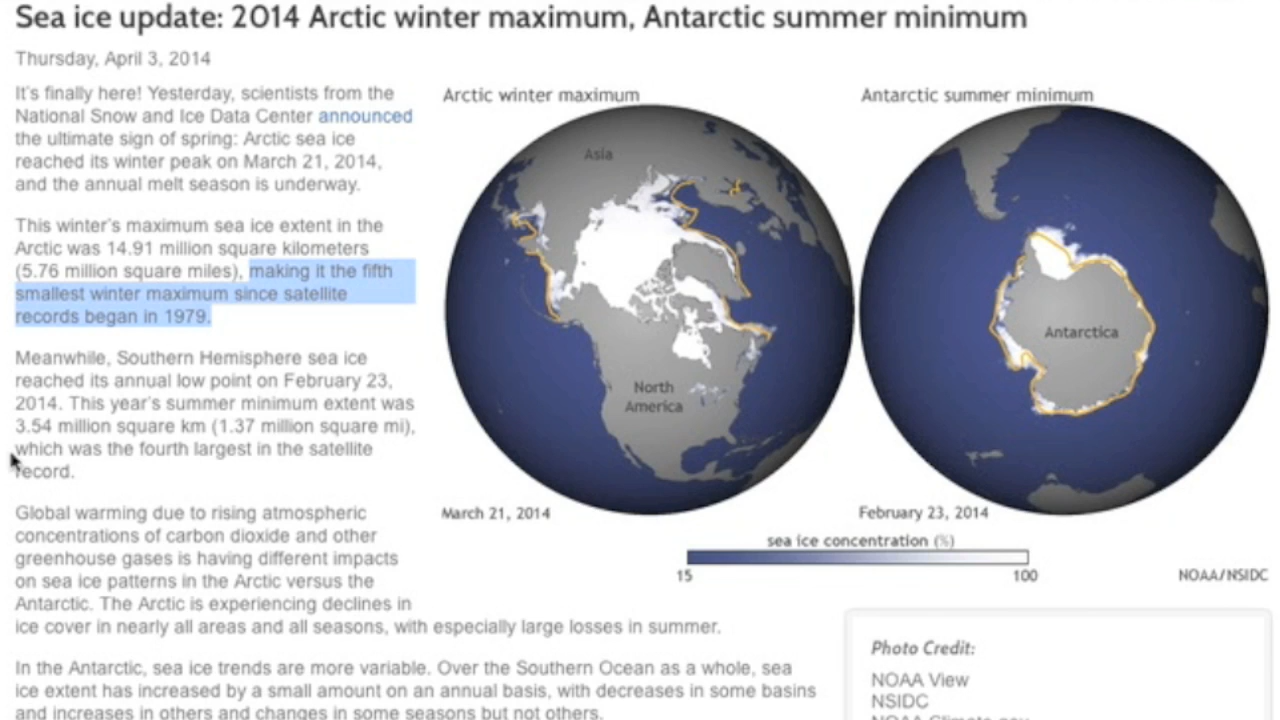 Sea ice update: 2014 Arctic winter maximum, Antarctic summer minimum
Thursday, April 3, 2014
It's finally here! Yesterday, scientists from the
National Snow and Ice Data Center announced
the ultimate sign of spring: Arctic sea ice
reached its winter peak on March 21, 2014,
and the annual melt season is underway.
This winter's maximum sea ice extent in the
Arctic was 14.91 million square kilometers
(5.76 million square miles), making it the fifth
smallest winter maximum since satellite
records began in 1979.
Meanwhile, Southern Hemisphere sea ice
reached its annual low point on February 23,
2014. This year's summer minimum extent was
3.54 million square km (1.37 million square mi),
which was the fourth largest in the satellite
record.
Global warming due to rising atmospheric
concentrations of carbon dioxide and other
greenhouse gases is having different impacts
on sea ice patterns in the Arctic versus the
Antarctic. The Arctic is experiencing declines in
ice cover in nearly all areas and all seasons, with especially large losses in summer.
In the Antarctic, sea ice trends are more variable. Over the Southern Ocean as a whole, sea
ice extent has increased by a small amount on an annual basis, with decreases in some basins
and increases in others and changes in some seasons but not others.
Arctic winter maximum
Asia
North
America
March 21, 2014
Antarctic summer minimum
Antarctica
February 23, 2014
sea ice concentration (%)
15 100
NOAA/NSIDC
Photo Credit:
NOAA View
NSIDC
NOAA Climate.gov